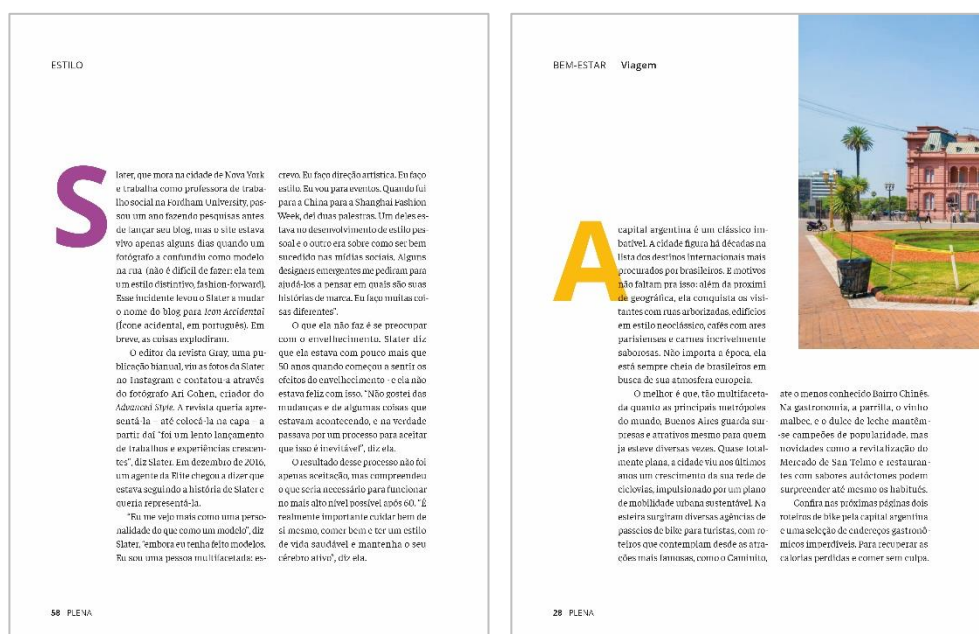 ESTILO
S
later, que mora na cidade de Nova York
e trabalha como professora de traba-
lho social na Fordham University, pas-
sou um ano fazendo pesquisas antes
de lançar seu blog, mas o site estava
vivo apenas alguns dias quando um
fotógrafo a confundiu como modelo
na rua (não é difícil de fazer: ela tem
um estilo distintivo, fashion-forward).
Esse incidente levou o Slater a mudar
o nome do blog para Icon Accidental
(Ícone acidental, em português). Em
breve, as coisas explodiram.
O editor da revista Gray, uma pu-
blicação bianual, viu as fotos da Slater
no Instagram e contatou-a através
do fotógrafo Ari Cohen, criador do
Advanced Style. A revista queria apre-
sentá-la - até colocá-la na capa - a
partir daí "foi um lento lançamento
de trabalhos e experiências crescen-
tes", diz Slater. Em dezembro de 2016,
um agente da Elite chegou a dizer que
estava seguindo a história de Slater e
queria representá-la.
"Eu me vejo mais como uma perso-
nalidade do que como um modelo", diz
Slater, "embora eu tenha feito modelos.
Eu sou uma pessoa multifacetada: es-
crevo. Eu faço direção artística. Eu faço
estilo. Eu vou para eventos. Quando fui
para a China para a Shanghai Fashion
Week, dei duas palestras. Um deles es-
tava no desenvolvimento de estilo pes-
soal e o outro era sobre como ser bem
sucedido nas mídias sociais. Alguns
designers emergentes me pediram para
ajudá-los a pensar em quais são suas
histórias de marca. Eu faço muitas coi-
sas diferentes".
O que ela não faz é se preocupar
com o envelhecimento. Slater diz
que ela estava com pouco mais que
50 anos quando começou a sentir os
efeitos do envelhecimento - e ela não
estava feliz com isso. "Não gostei das
mudanças e de algumas coisas que
estavam acontecendo, e na verdade
passava por um processo para aceitar
que isso é inevitável", diz ela.
O resultado desse processo não foi
apenas aceitação, mas compreendeu
o que seria necessário para funcionar
no mais alto nível possível após 60. "É
realmente importante cuidar bem de
si mesmo, comer bem e ter um estilo
de vida saudável e mantenha o seu
cérebro ativo", diz ela.
58 PLENA
BEM-ESTAR Viagem
A
capital argentina é um clássico im-
batível. A cidade figura há décadas na
lista dos destinos internacionais mais
procurados por brasileiros. E motivos
não faltam pra isso: além da proximi
de geográfica, ela conquista os visi-
tantes com ruas arborizadas, edifícios
em estilo neoclássico, cafés com ares
parisienses e carnes incrivelmente
saborosas. Não importa a época, ela
está sempre cheia de brasileiros em
busca de sua atmosfera europeia.
O melhor é que, tão multifaceta-
da quanto as principais metrópoles
do mundo, Buenos Aires guarda sur-
presas e atrativos mesmo para quem
já esteve diversas vezes. Quase total-
mente plana, a cidade viu nos últimos
anos um crescimento da sua rede de
ciclovias, impulsionado por um plano
de mobilidade urbana sustentável. Na
esteira surgiram diversas agências de
passeios de bike para turistas, com ro-
teiros que contemplam desde as atra-
ções mais famosas, como o Caminito,
até o menos conhecido Bairro Chinês.
Na gastronomia, a parrilla, o vinho
malbec, e o dulce de leche mantêm-
-se campeões de popularidade, mas
novidades como a revitalização do
Mercado de San Telmo e restauran-
tes com sabores autóctones podem
surpreender até mesmo os habitués.
Confira nas próximas páginas dois
roteiros de bike pela capital argentina
e uma seleção de endereços gastronô-
micos imperdíveis. Para recuperar as
calorias perdidas e comer sem culpa.
28 PLENA